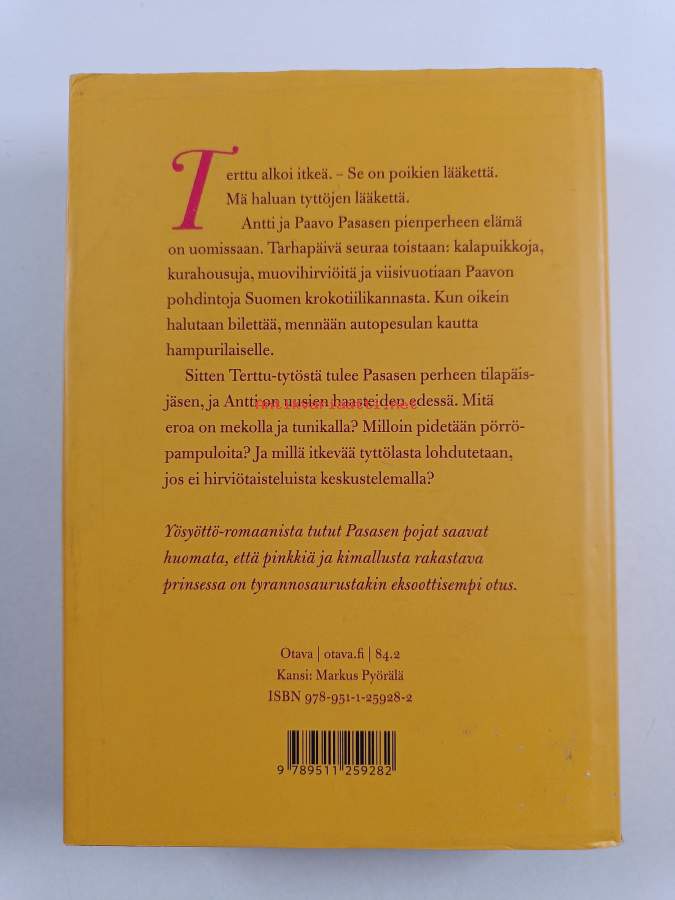 Terttu alkoi itkeä. – Se on poikien lääkettä.
Mä haluan tyttöjen lääkettä.
Antti ja Paavo Pasasen pienperheen elämä
on uomissaan. Tarhapäivä seuraa toistaan: kalapuikkoja,
kurahousuja, muovihirviöitä ja viisivuotiaan Paavon
pohdintoja Suomen krokotiilikannasta. Kun oikein
halutaan bilettää, mennään autopesulan kautta
hampurilaiselle.
Sitten Terttu-tytöstä tulee Pasasen perheen tilapäis-
jäsen, ja Antti on uusien haasteiden edessä. Mitä
antikvariaatti.net
eroa on mekolla ja tunikalla? Milloin pidetään pörrö-
pampuloita? Ja millä itkevää tyttölasta lohdutetaan,
jos ei hirviötaisteluista keskustelemalla?
Yösyöttö-romaanista tutut Pasasen pojat saavat
huomata, että pinkkiä ja kimallusta rakastava
prinsessa on tyrannosaurustakin eksoottisempi otus.
Otava | otava.fi | 84.2
Kansi: Markus Pyörälä
ISBN 978-951-1-25928-2
9 789511 259282